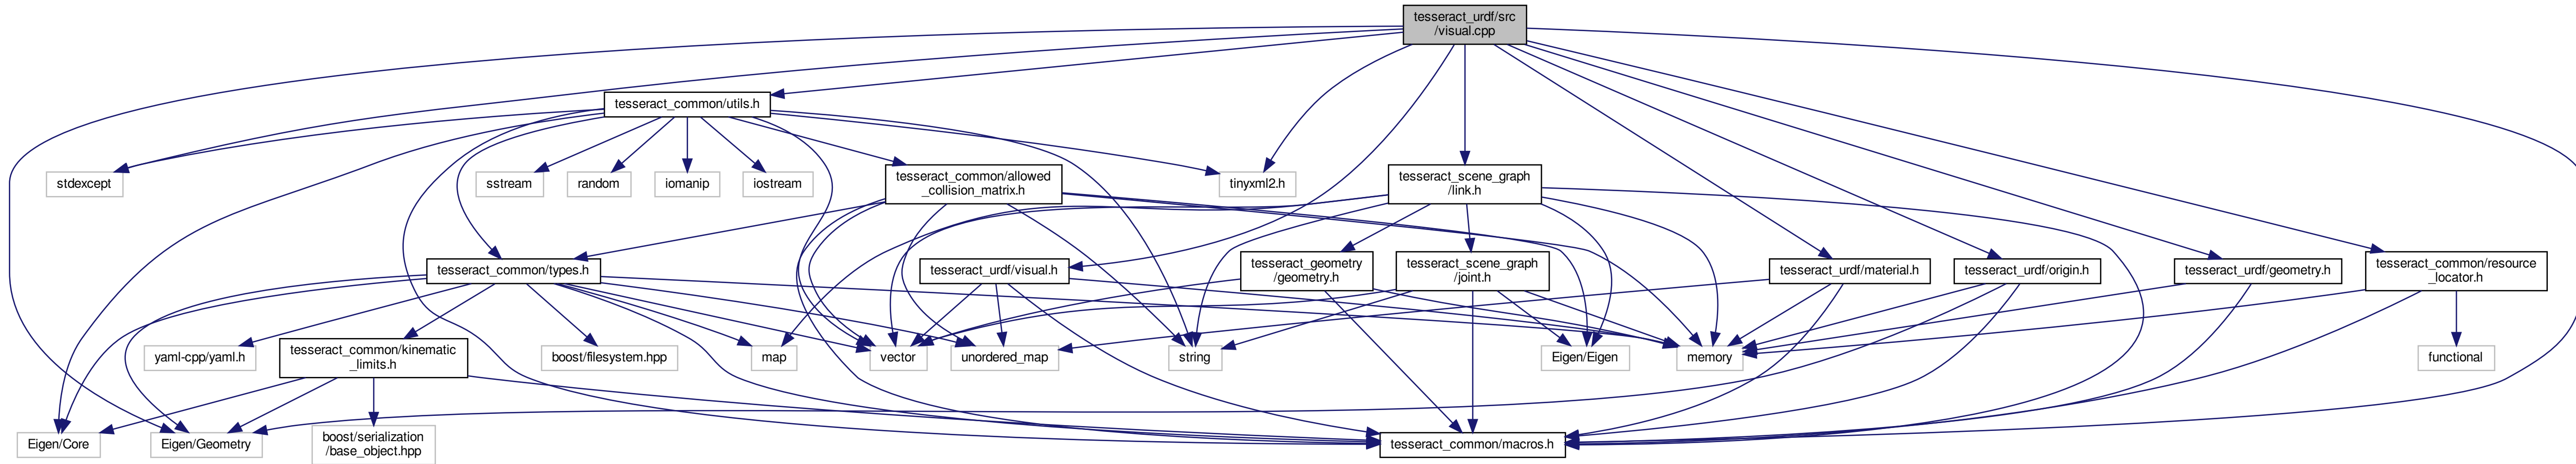 tesseract_urdf/src
/visual.cpp
tesseract_common/utils.h
stdexcept
sstream
random
iomanip
iostream
tesseract_common/allowed
_collision_matrix.h
tinyxml2.h
tesseract_scene_graph
/link.h
tesseract_common/types.h
tesseract_urdf/visual.h
tesseract_geometry
/geometry.h
tesseract_scene_graph
/joint.h
tesseract_urdf/material.h
tesseract_urdf/origin.h
tesseract_urdf/geometry.h
tesseract_common/resource
_locator.h
yaml-cpp/yaml.h
tesseract_common/kinematic
_limits.h
boost/filesystem.hpp
map
vector
unordered_map
string
Eigen/Eigen
memory
functional
Eigen/Core
Eigen/Geometry
boost/serialization
/base_object.hpp
tesseract_common/macros.h